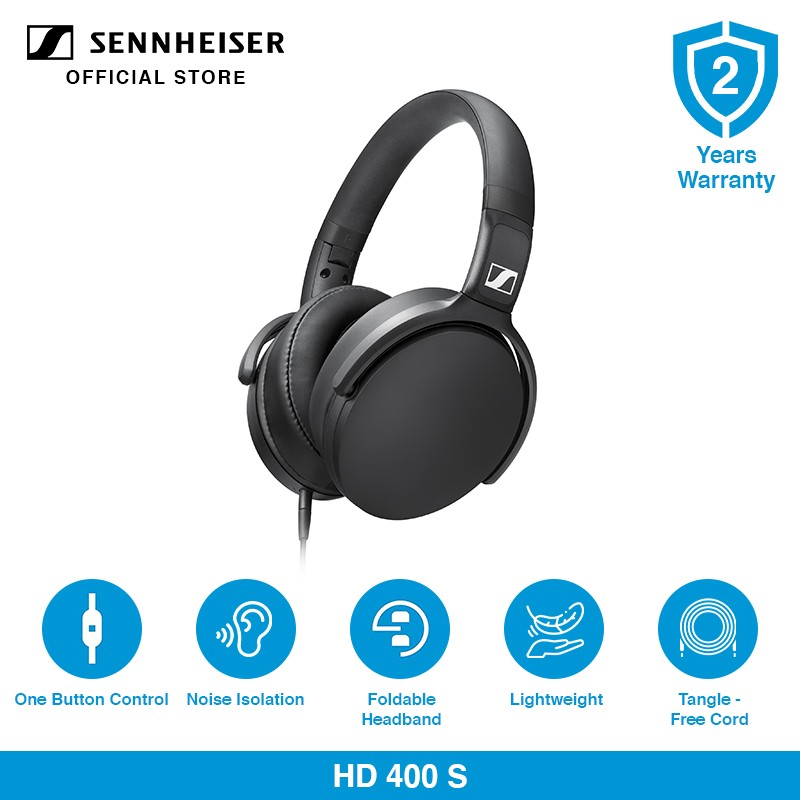 SENNHEISER
OFFICIAL STORE
2
Years
Warranty
One Button Control
Noise Isolation
Foldable
Headband
Lightweight
Tangle -
Free Cord
HD 400 S